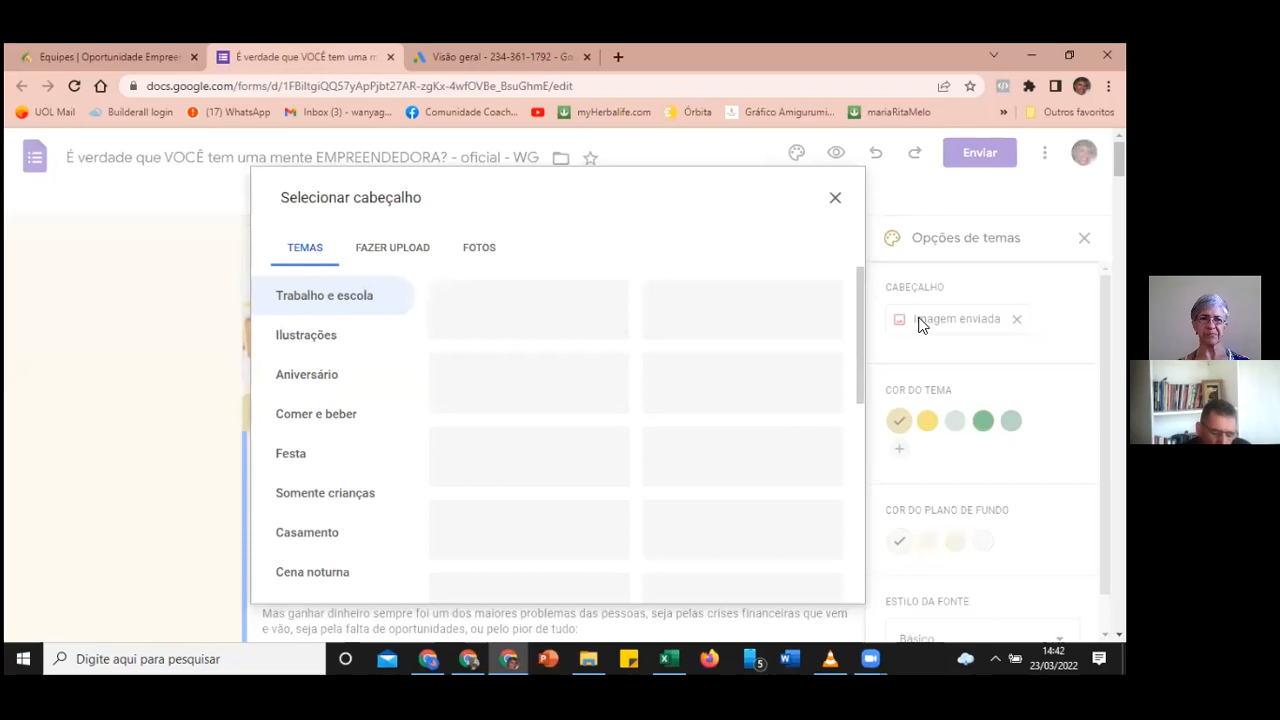 Equipes | Oportunidade Empreen
É verdade que VOCÊ tem uma m
Visão geral - 234-361-1792 - Go
docs.google.com/forms/d/1FBiltgiQQS7yApPjbt27AR-zgKx-4wfOVBe_BsuGhmE/edit
UOL Mail
Builderall login
(17) WhatsApp
Inbox (3) - wanyag...
Comunidade Coach...
myHerbalife.com
Órbita
Gráfico Amigurumi...
mariaRitaMelo
»
Outros favoritos
É verdade que VOCÊ tem uma mente EMPREENDEDORA? - oficial - WG
Enviar
Selecionar cabeçalho
TEMAS
FAZER UPLOAD
FOTOS
Trabalho e escola
Ilustrações
Aniversário
Comer e beber
Festa
Somente crianças
Casamento
Cena noturna
Opções de temas
CABEÇALHO
Imagem enviada
COR DO TEMA
COR DO PLANO DE FUNDO
ESTILO DA FONTE
Básico
Mas ganhar dinheiro sempre foi um dos maiores problemas das pessoas, seja pelas crises financeiras que vem
e vão, seja pela falta de oportunidades, ou pelo pior de tudo:
Digite aqui para pesquisar
5
14:42
23/03/2022